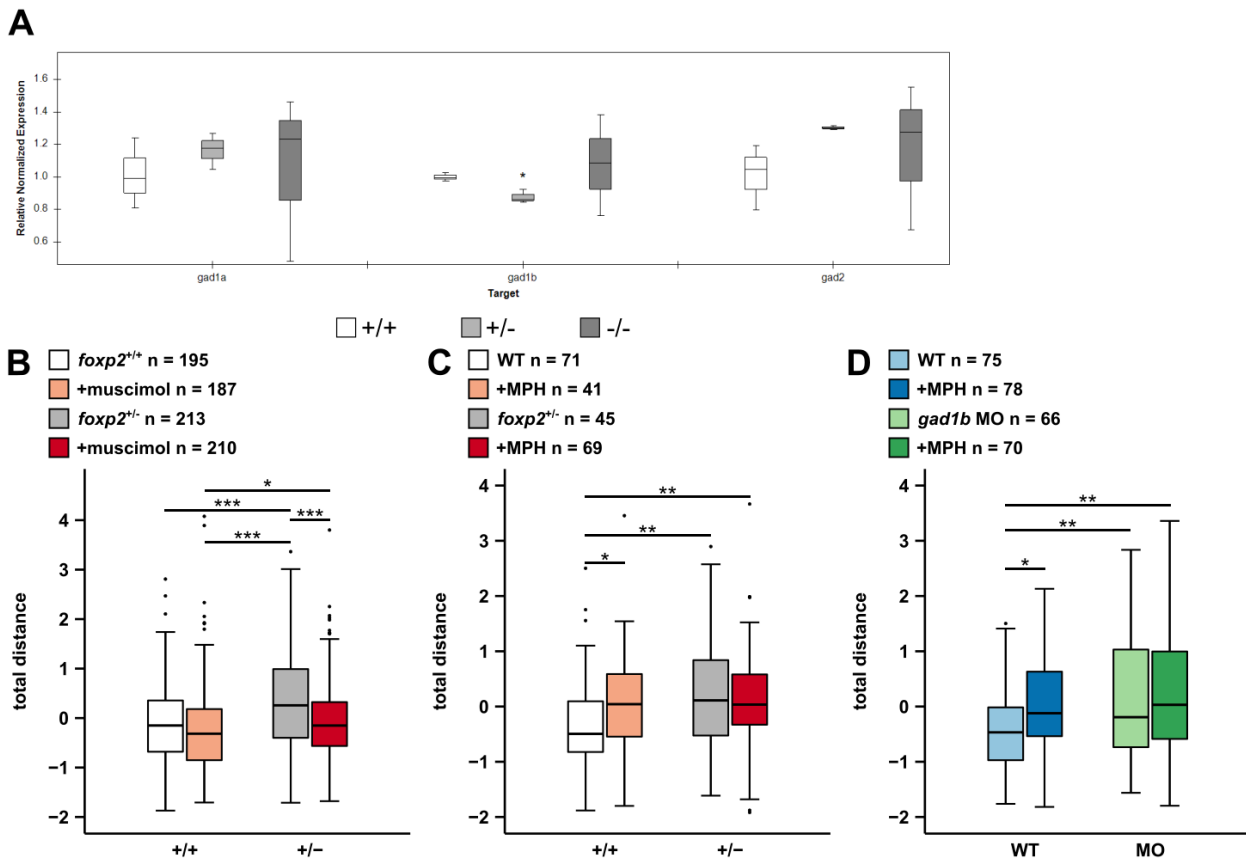 A
Relative Normalized Expression
1.6
1.4
1.2
1.0
0.8
0.6
*
gad1a
gad1b
gad2
Target
+/+
+/-
-/-
B
foxp2+/+ n = 195
+muscimol n = 187
foxp2+/- n = 213
+muscimol n = 210
total distance
4
3
2
1
0
−1
−2
*
***
***
***
+/+
+/−
C
WT n = 71
+MPH n = 41
foxp2+/- n = 45
+MPH n = 69
total distance
4
3
2
1
0
−1
−2
**
**
*
+/+
+/−
D
WT n = 75
+MPH n = 78
gad1b MO n = 66
+MPH n = 70
total distance
4
3
2
1
0
−1
−2
**
**
*
WT
MO